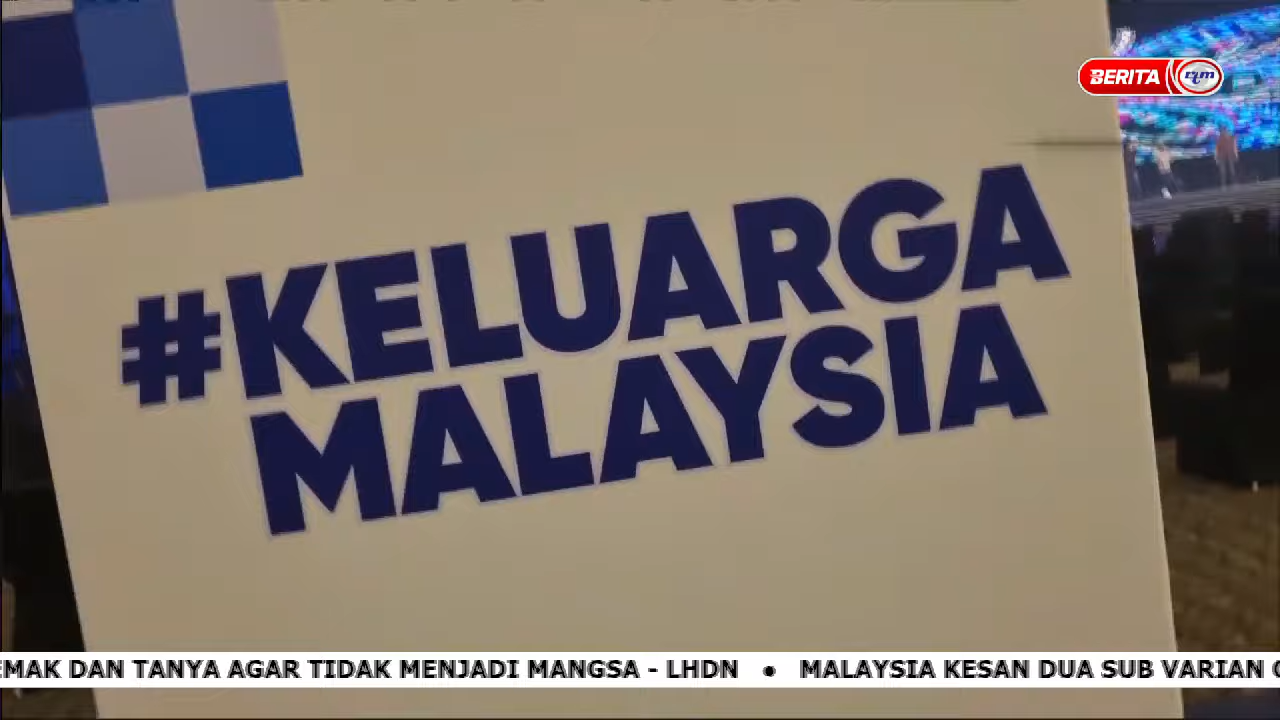 BERITA rtm
#KELUARGA
MALAYSIA
EMAK DAN TANYA AGAR TIDAK MENJADI MANGSA - LHDN • MALAYSIA KESAN DUA SUB VARIAN